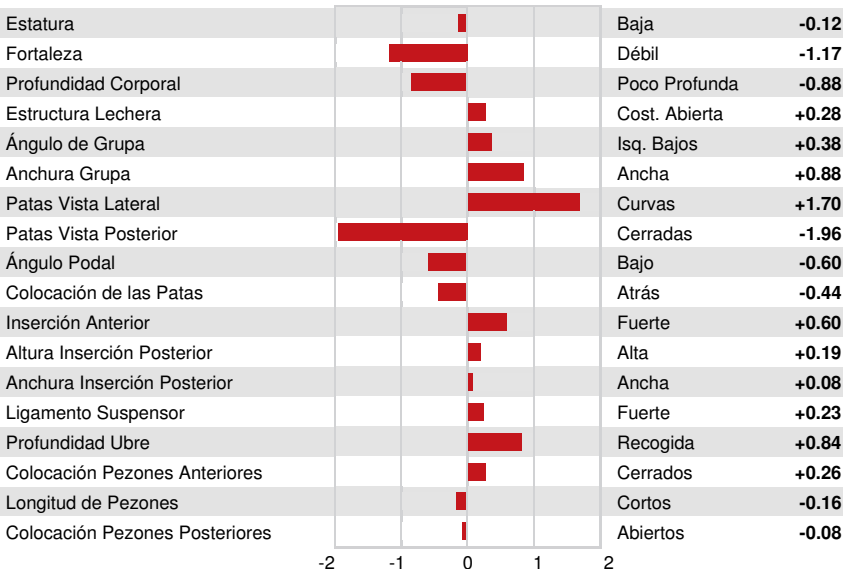 Estatura Baja -0.12
Fortaleza Débil -1.17
Profundidad Corporal Poco Profunda -0.88
Estructura Lechera Cost. Abierta +0.28
Ángulo de Grupa Isq. Bajos +0.38
Anchura Grupa Ancha +0.88
Patas Vista Lateral Curvas +1.70
Patas Vista Posterior Cerradas -1.96
Ángulo Podal Bajo -0.60
Colocación de las Patas Atrás -0.44
Inserción Anterior Fuerte +0.60
Altura Inserción Posterior Alta +0.19
Anchura Inserción Posterior Ancha +0.08
Ligamento Suspensor Fuerte +0.23
Profundidad Ubre Recogida +0.84
Colocación Pezones Anteriores Cerrados +0.26
Longitud de Pezones Cortos -0.16
Colocación Pezones Posteriores Abiertos -0.08
-2 -1 0 1 2